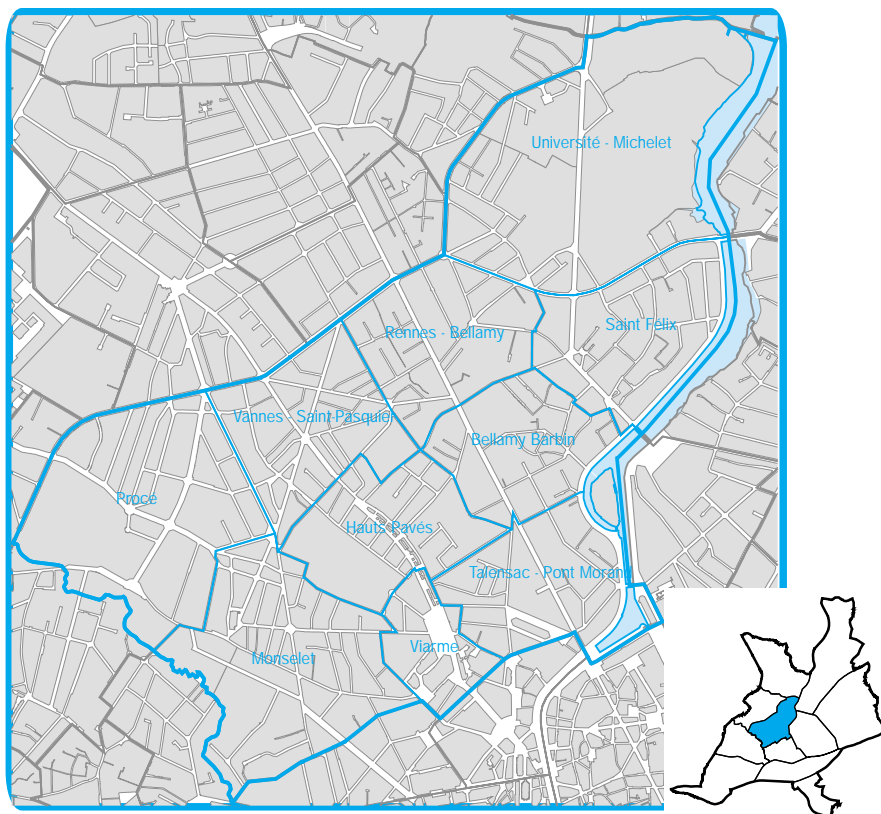 Université - Michelet
Saint Félix
Rennes - Bellamy
Vannes - Saint-Pasquier
Bellamy Barbin
Procé
Hauts-Pavés
Talensac - Pont Morand
Viarme
Monselet